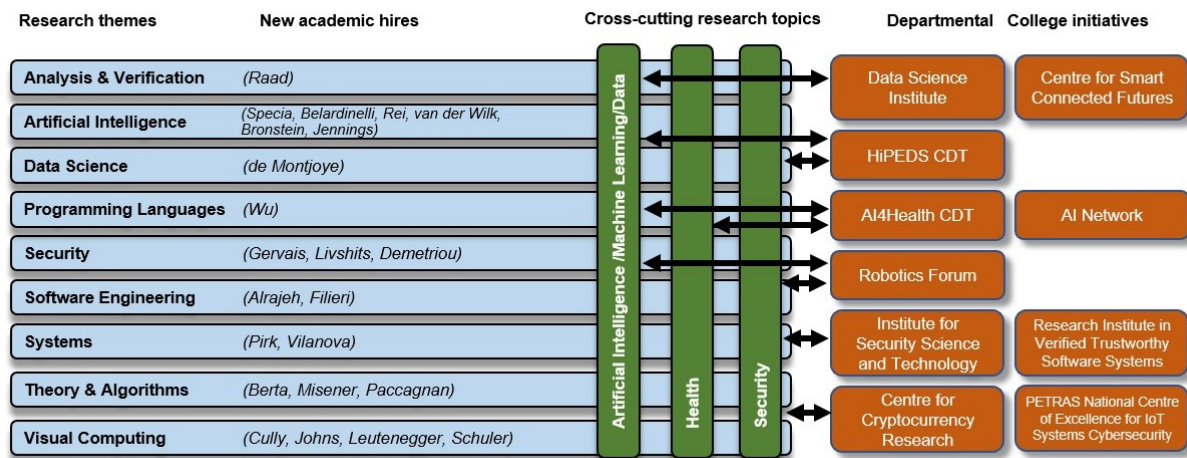 Research themes
New academic hires
Cross-cutting research topics
Departmental
College initiatives
Analysis & Verification
(Raad)
Artificial Intelligence
(Specia, Belardinelli, Rei, van der Wilk,
Bronstein, Jennings)
Data Science
(de Montjoye)
Programming Languages
(Wu)
Security
(Gervais, Livshits, Demetriou)
Software Engineering
(Alrajeh, Filieri)
Systems
(Pirk, Vilanova)
Theory & Algorithms
(Berta, Misener, Paccagnan)
Visual Computing
(Cully, Johns, Leutenegger, Schuler)
Artificial Intelligence /Machine Learning/Data
Health
Security
Data Science
Institute
Centre for Smart
Connected Futures
HiPEDS CDT
AI4Health CDT
AI Network
Robotics Forum
Institute for
Security Science
and Technology
Research Institute in
Verified Trustworthy
Software Systems
Centre for
Cryptocurrency
Research
PETRAS National Centre
of Excellence for IoT
Systems Cybersecurity